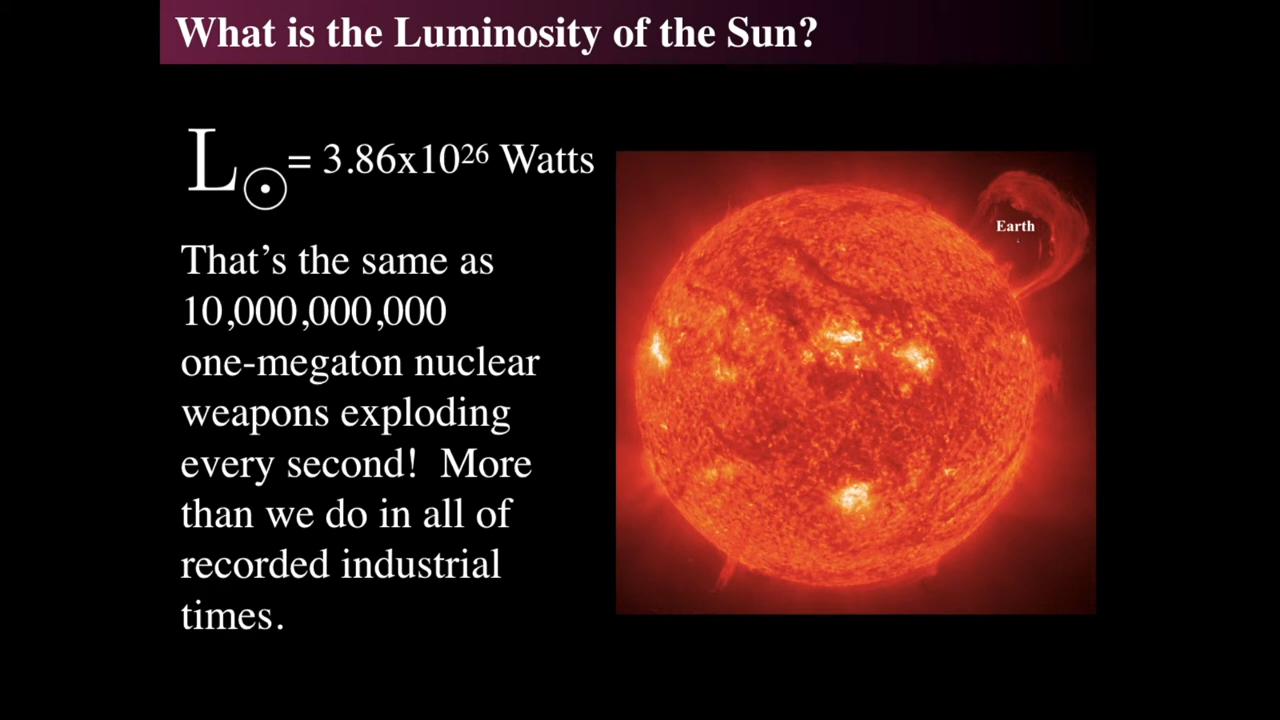 What is the Luminosity of the Sun?
L☉= 3.86x10²⁶ Watts
That’s the same as
10,000,000,000
one-megaton nuclear
weapons exploding
every second!  More
than we do in all of
recorded industrial
times.
Earth